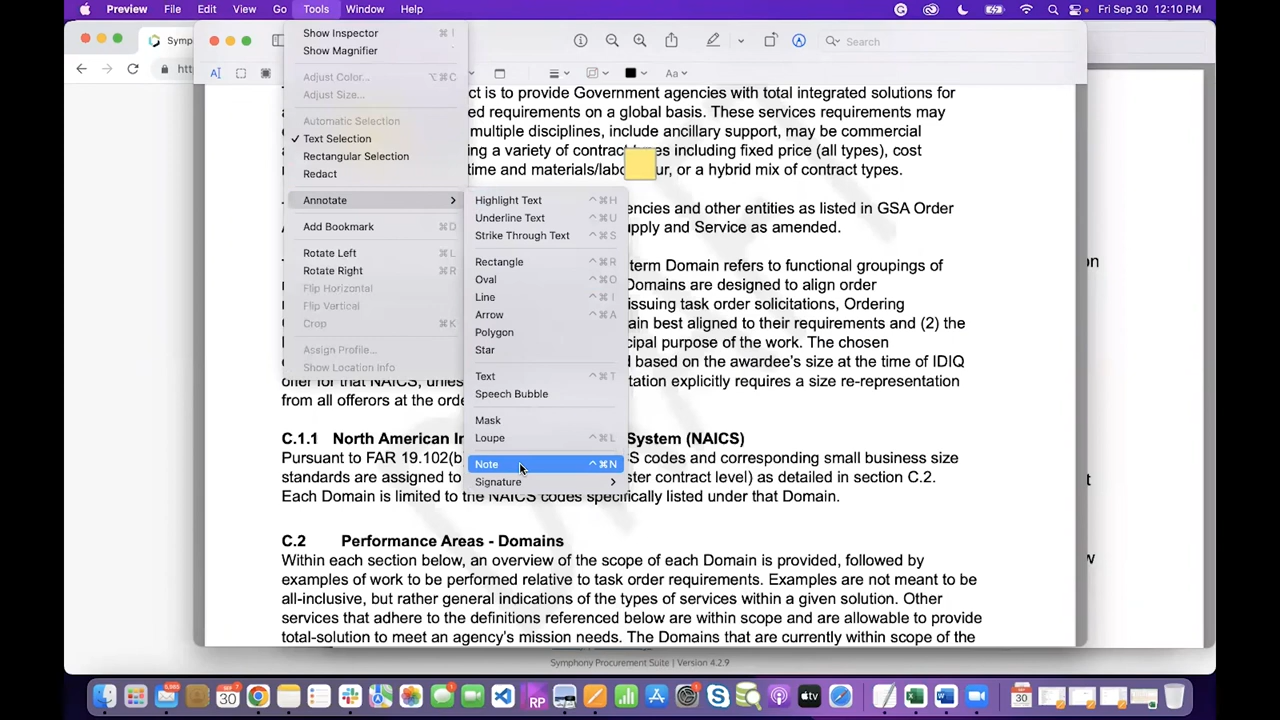 Preview File Edit View Go Tools Window Help Fri Sep 30 12:10 PM
Symp
Search
htt
Aa
Show Inspector ⌘ I
Show Magnifier `
Adjust Color... ⌥⌘C
Adjust Size...
Automatic Selection
✓ Text Selection
Rectangular Selection
Redact
Annotate >
Add Bookmark ⌘D
Rotate Left ⌘L
Rotate Right ⌘R
Flip Horizontal
Flip Vertical
Crop ⌘K
Assign Profile...
Show Location Info
Highlight Text ^⌘H
Underline Text ^⌘U
Strike Through Text ^⌘S
Rectangle ^⌘R
Oval ^⌘O
Line ^⌘I
Arrow ^⌘A
Polygon
Star
Text ^⌘T
Speech Bubble
Mask
Loupe ^⌘L
Note ^⌘N
Signature >
ct is to provide Government agencies with total integrated solutions for
ed requirements on a global basis. These services requirements may
multiple disciplines, include ancillary support, may be commercial
ing a variety of contract types including fixed price (all types), cost
time and materials/labo ur, or a hybrid mix of contract types.
encies and other entities as listed in GSA Order
upply and Service as amended.
term Domain refers to functional groupings of
Domains are designed to align order
issuing task order solicitations, Ordering
ain best aligned to their requirements and (2) the
cipal purpose of the work. The chosen
d based on the awardee's size at the time of IDIQ
offer for that NAICS, unles tation explicitly requires a size re-representation
from all offerors at the orde
C.1.1 North American In System (NAICS)
Pursuant to FAR 19.102(b S codes and corresponding small business size
standards are assigned to ster contract level) as detailed in section C.2.
Each Domain is limited to the NAICS codes specifically listed under that Domain.
C.2 Performance Areas - Domains
Within each section below, an overview of the scope of each Domain is provided, followed by
examples of work to be performed relative to task order requirements. Examples are not meant to be
all-inclusive, but rather general indications of the types of services within a given solution. Other
services that adhere to the definitions referenced below are within scope and are allowable to provide
total-solution to meet an agency's mission needs. The Domains that are currently within scope of the
on
t
w
Symphony Procurement Suite | Version 4.2.9
SEP
30
RP
tv
SEP
30